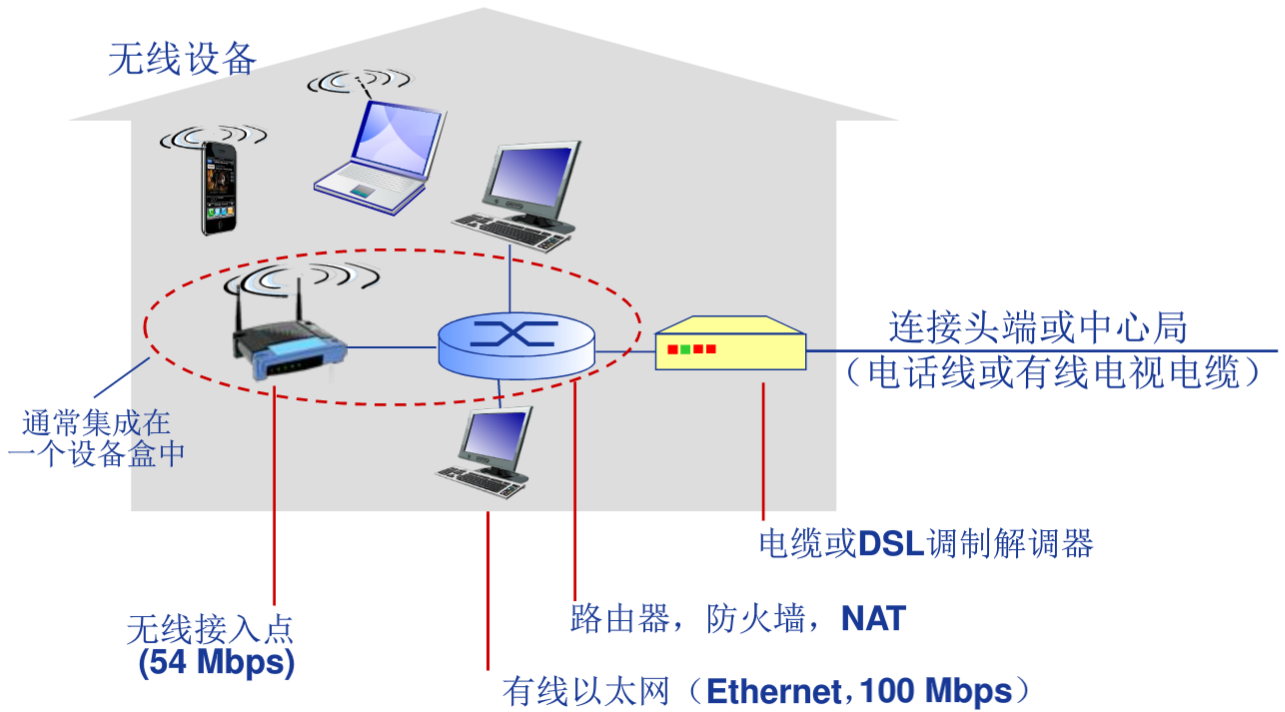 无线设备
连接头端或中心局
（电话线或有线电视电缆）
通常集成在
一个设备盒中
电缆或DSL调制解调器
路由器，防火墙，NAT
无线接入点
(54 Mbps)
有线以太网（Ethernet，100 Mbps）